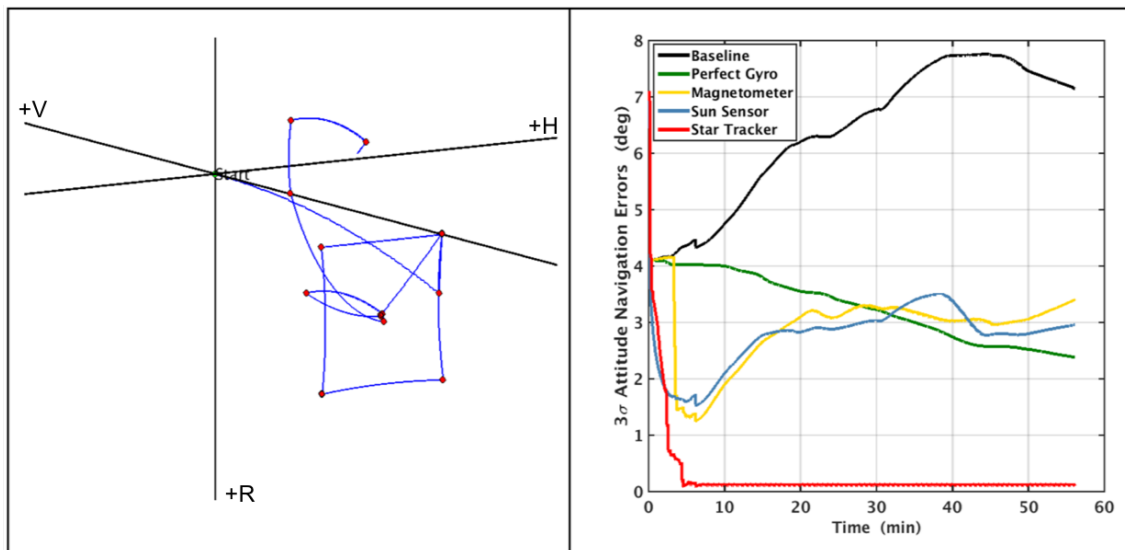 +V
+H
Start
+R
8
7
6
5
4
3
2
1
0
3σ Attitude Navigation Errors (deg)
Baseline
Perfect Gyro
Magnetometer
Sun Sensor
Star Tracker
0 10 20 30 40 50 60
Time (min)